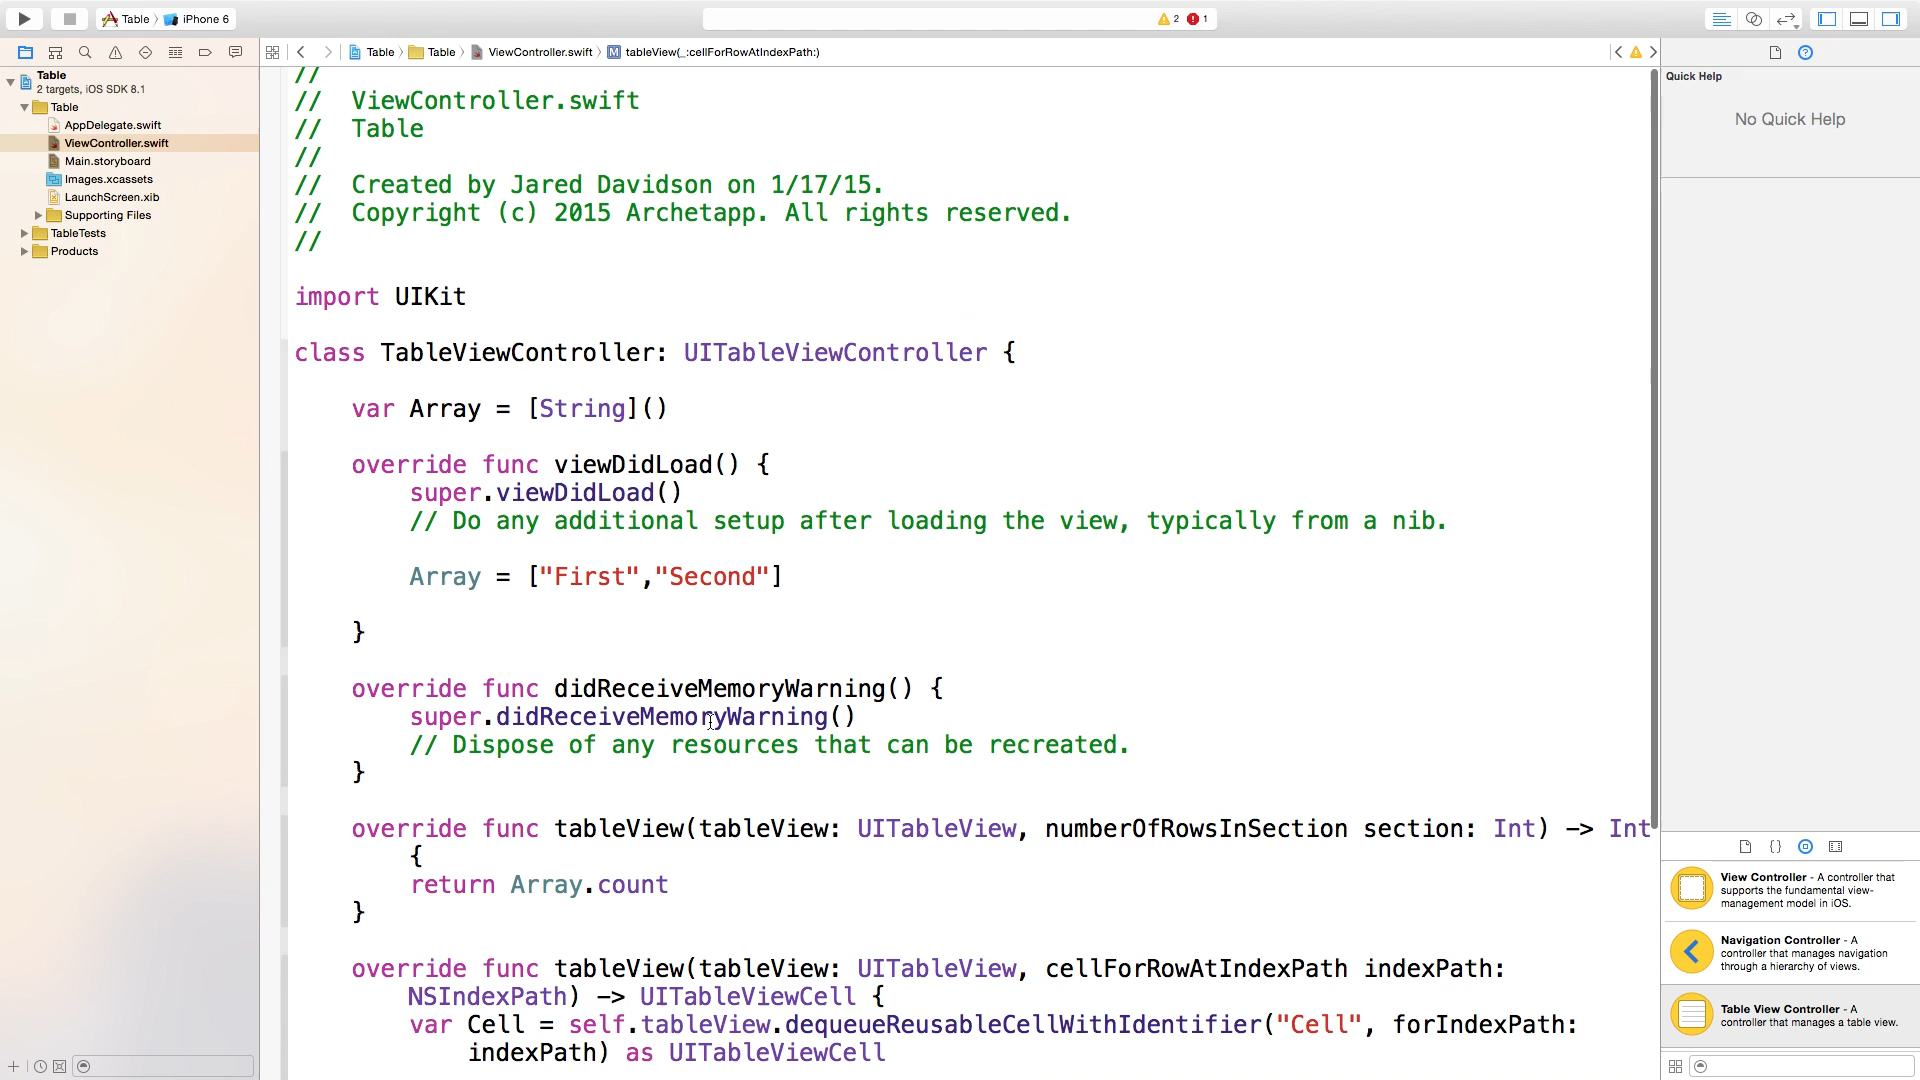 Table
iPhone 6
2
1
Table
Table
ViewController.swift
tableView(_:cellForRowAtIndexPath:)
Table
2 targets, iOS SDK 8.1
Table
AppDelegate.swift
ViewController.swift
Main.storyboard
Images.xcassets
LaunchScreen.xib
Supporting Files
TableTests
Products
//
//  ViewController.swift
//  Table
//
//  Created by Jared Davidson on 1/17/15.
//  Copyright (c) 2015 Archetapp. All rights reserved.
//
import UIKit
class TableViewController: UITableViewController {
var Array = [String]()
override func viewDidLoad() {
super.viewDidLoad()
// Do any additional setup after loading the view, typically from a nib.
Array = ["First","Second"]
}
override func didReceiveMemoryWarning() {
super.didReceiveMemoryWarning()
// Dispose of any resources that can be recreated.
}
override func tableView(tableView: UITableView, numberOfRowsInSection section: Int) -> Int
{
return Array.count
}
override func tableView(tableView: UITableView, cellForRowAtIndexPath indexPath:
NSIndexPath) -> UITableViewCell {
var Cell = self.tableView.dequeueReusableCellWithIdentifier("Cell", forIndexPath:
indexPath) as UITableViewCell
Quick Help
No Quick Help
{}
View Controller - A controller that
supports the fundamental view-
management model in iOS.
Navigation Controller - A
controller that manages navigation
through a hierarchy of views.
Table View Controller - A
controller that manages a table view.